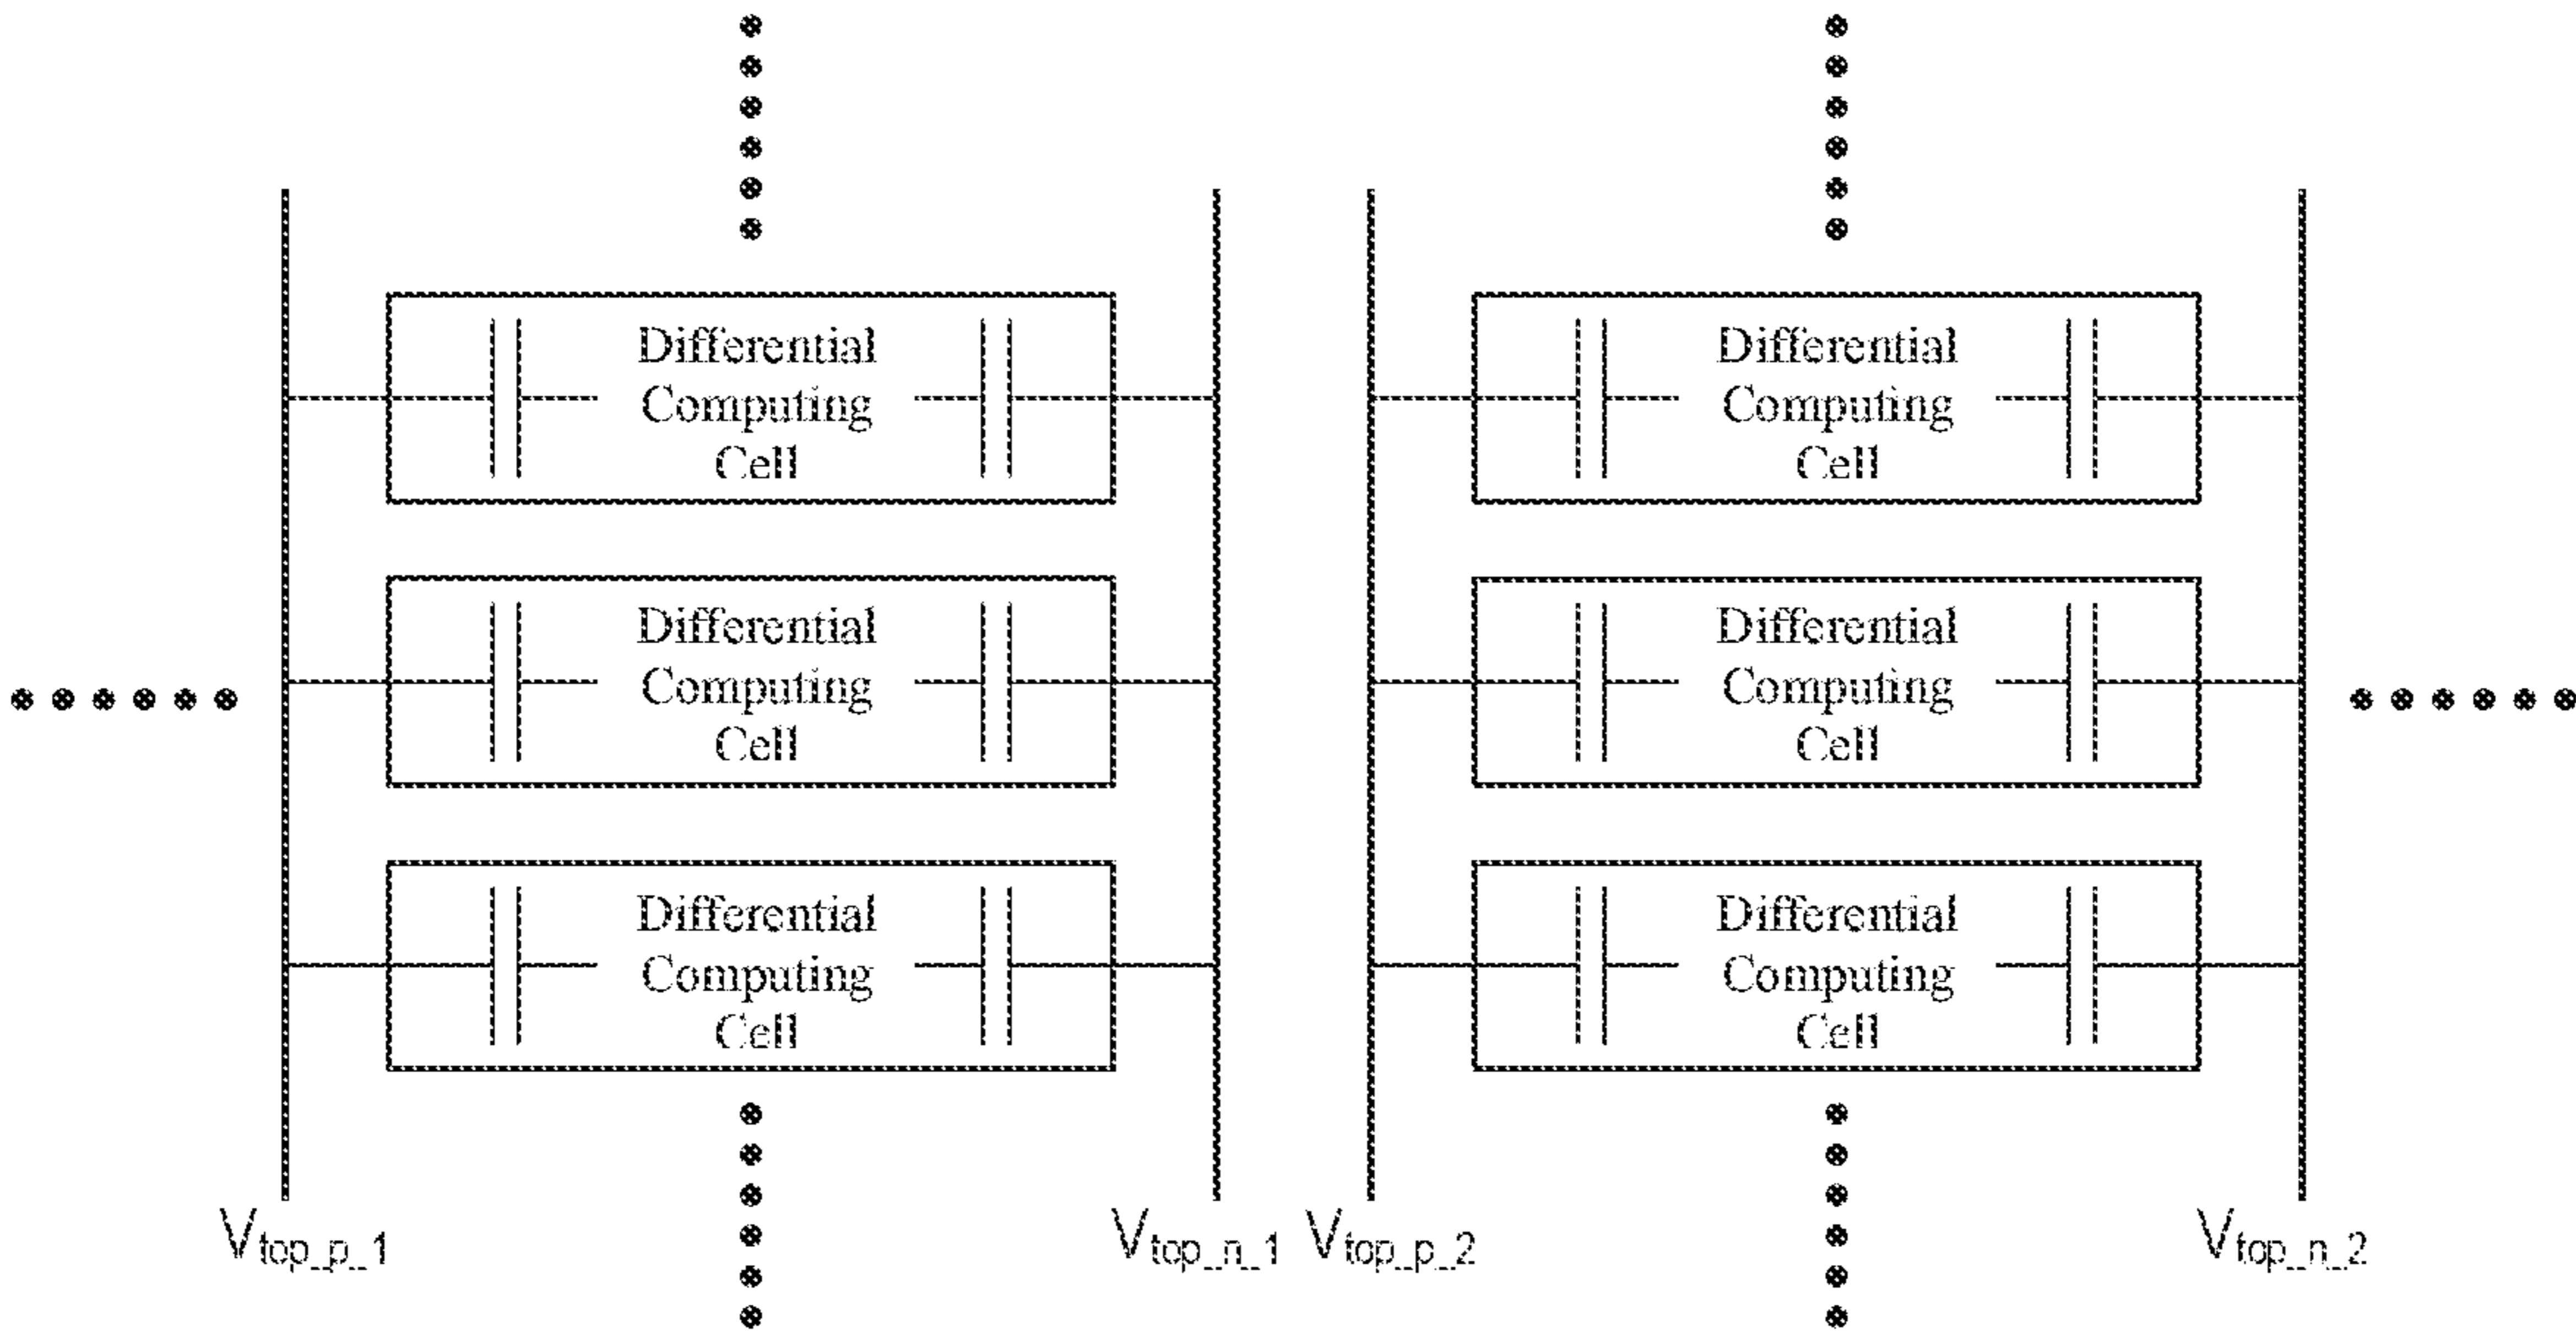 Differential
Computing
Cell
Differential
Computing
Cell
Differential
Computing
Cell
Differential
Computing
Cell
Differential
Computing
Cell
Differential
Computing
Cell
Vtop_p_1
Vtop_n_1
Vtop_p_2
Vtop_n_2